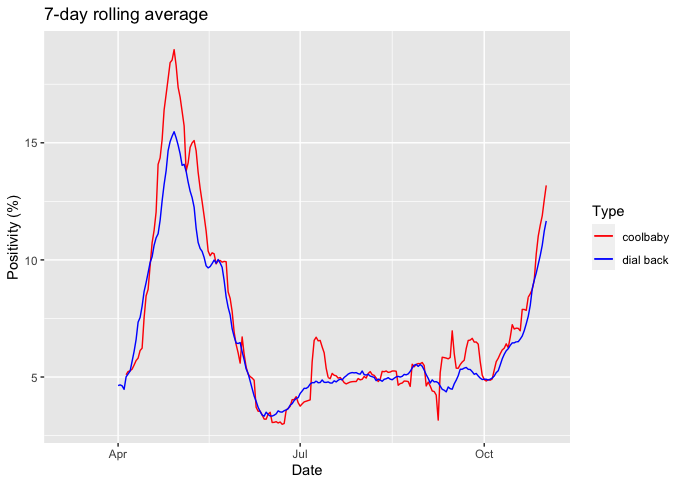 7-day rolling average
Positivity (%)
15
10
5
Apr
Jul
Oct
Date
Type
coolbaby
dial back